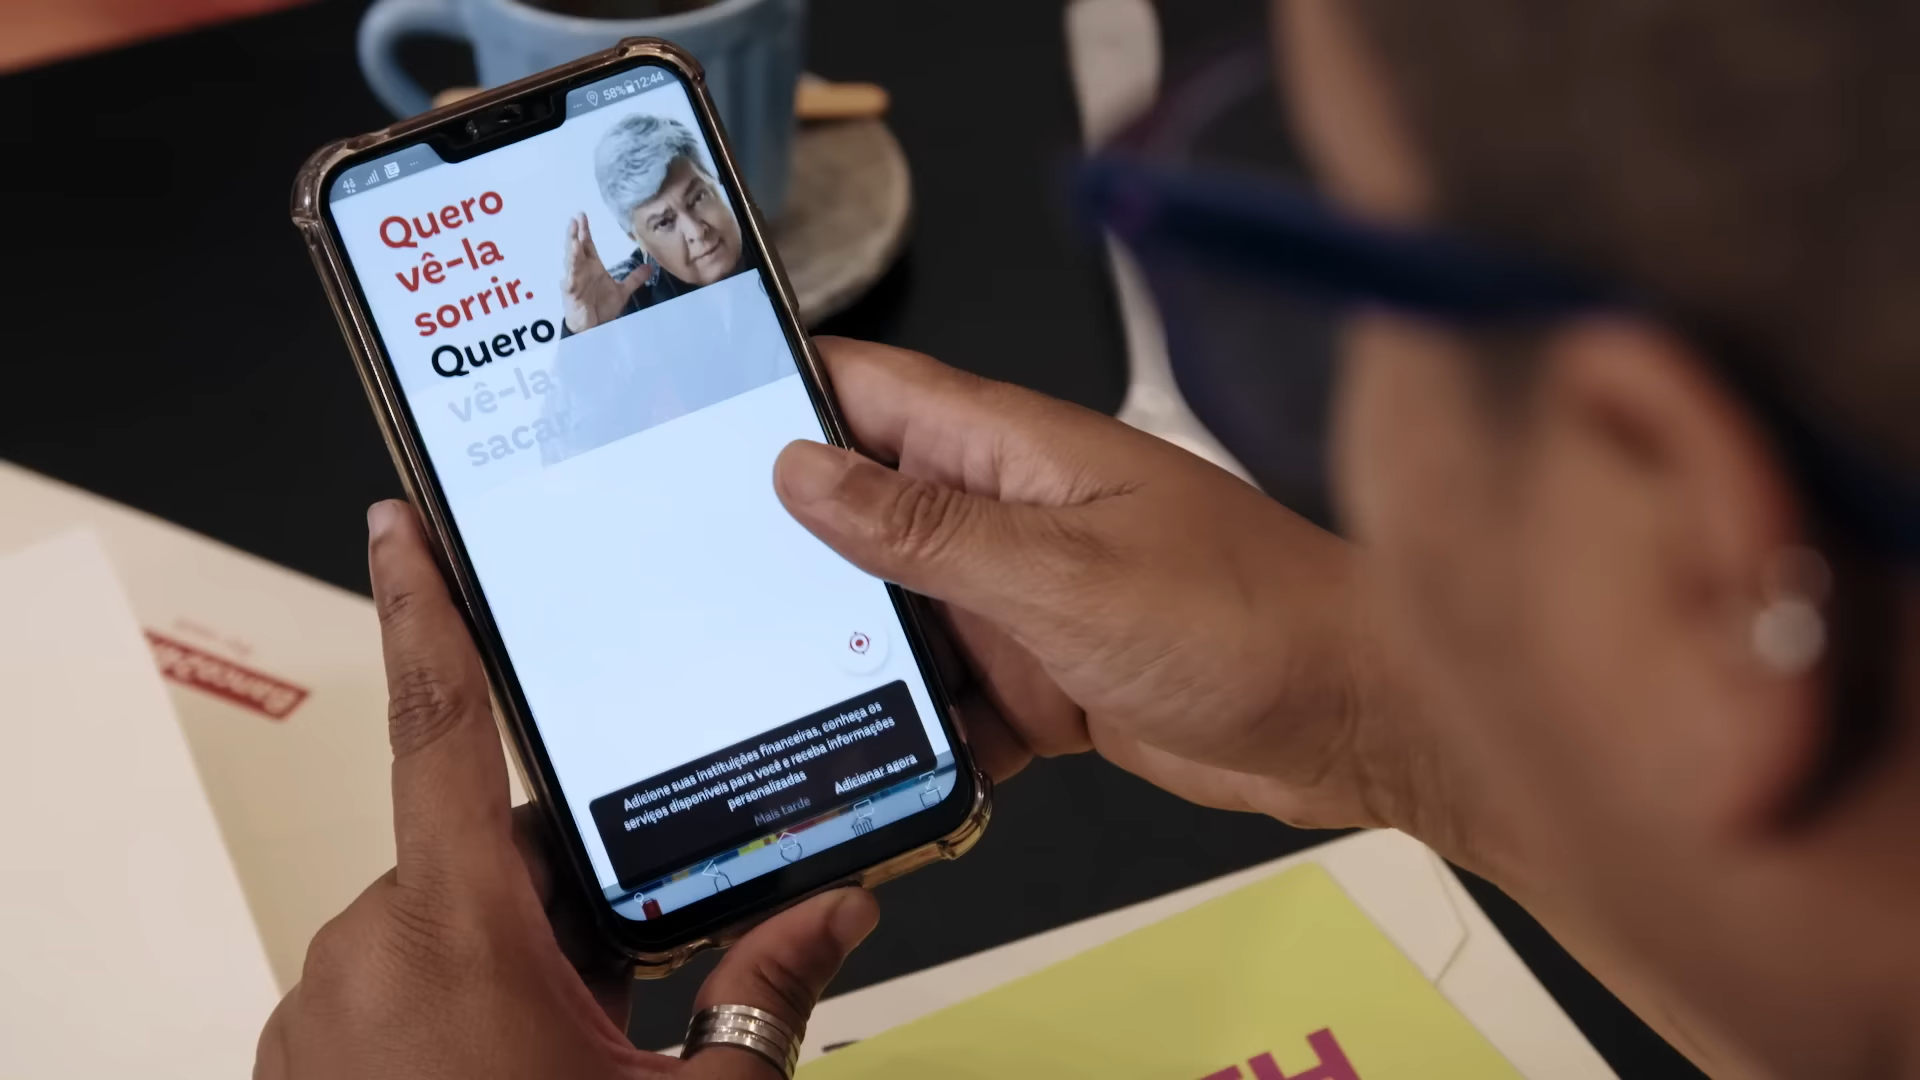 58% 12:44
Quero
vê-la
sorrir.
Quero
vê-la
sacar.
Adicione suas instituições financeiras, conheça os
serviços disponíveis para você e receba informações
personalizadas
Adicionar agora
Mais tarde